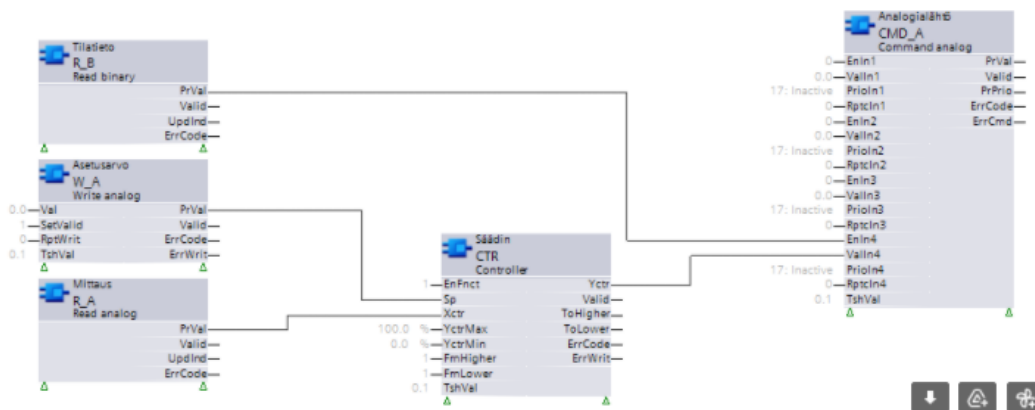 Tilatieto
R_B
Read binary
PrVal
Valid
UpdInd
ErrCode
Asetusarvo
W_A
Write analog
0.0 Val PrVal
1 SetValid Valid
0 RptWrit ErrCode
0.1 TshVal ErrWrit
Mittaus
R_A
Read analog
PrVal
Valid
UpdInd
ErrCode
Säädin
CTR
Controller
1 EnFnct Yctr
Sp Valid
Xctr ToHigher
100.0 % YctrMax ToLower
0.0 % YctrMin ErrCode
1 FmHigher ErrWrit
1 FmLower
0.1 TshVal
Analogialähtö
CMD_A
Command analog
0 EnIn1 PrVal
0.0 ValIn1 Valid
17: Inactive PrioIn1 PrPrio
0 RptcIn1 ErrCode
0 EnIn2 ErrCmd
0.0 ValIn2
17: Inactive PrioIn2
0 RptcIn2
0 EnIn3
0.0 ValIn3
17: Inactive PrioIn3
0 RptcIn3
EnIn4
ValIn4
17: Inactive PrioIn4
0 RptcIn4
0.1 TshVal